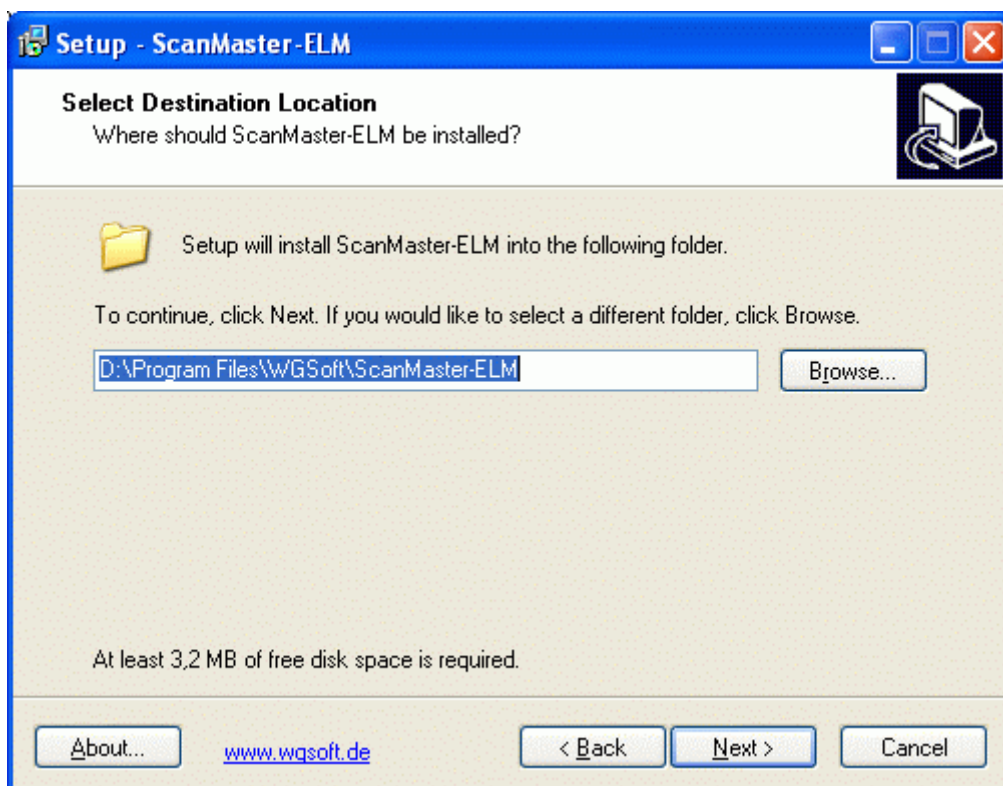 Setup - ScanMaster-ELM
Select Destination Location
Where should ScanMaster-ELM be installed?
Setup will install ScanMaster-ELM into the following folder.
To continue, click Next. If you would like to select a different folder, click Browse.
D:\Program Files\WGSoft\ScanMaster-ELM
Browse...
At least 3,2 MB of free disk space is required.
About...
www.wgsoft.de
< Back
Next >
Cancel